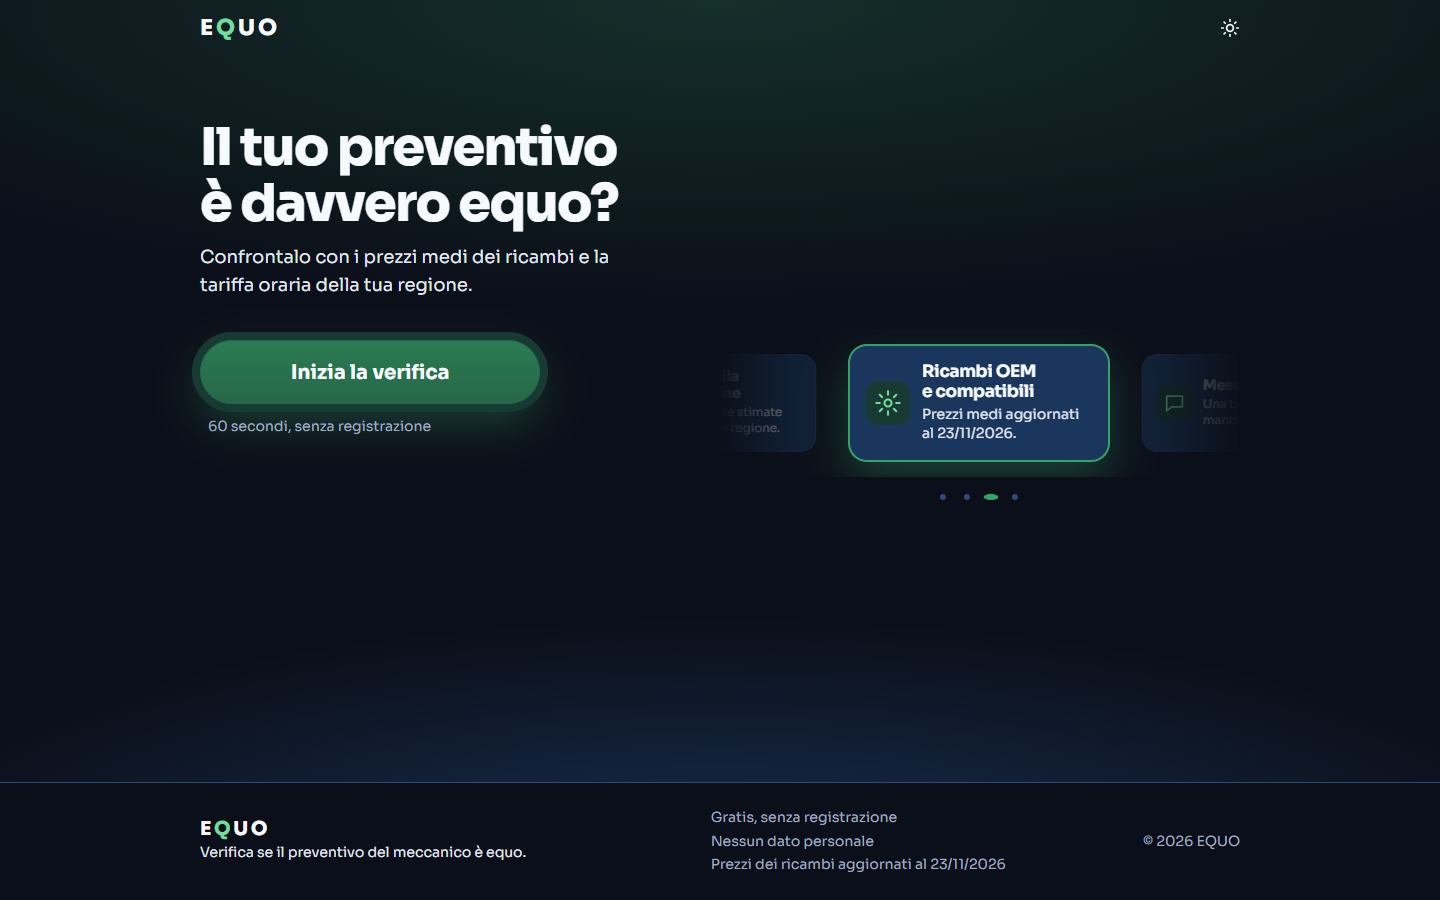 EQUO
Il tuo preventivo
è davvero equo?
Confrontalo con i prezzi medi dei ricambi e la
tariffa oraria della tua regione.
Inizia la verifica
60 secondi, senza registrazione
stimate
regione.
Ricambi OEM
e compatibili
Prezzi medi aggiornati
al 23/11/2026.
EQUO
Verifica se il preventivo del meccanico è equo.
Gratis, senza registrazione
Nessun dato personale
Prezzi dei ricambi aggiornati al 23/11/2026
© 2026 EQUO